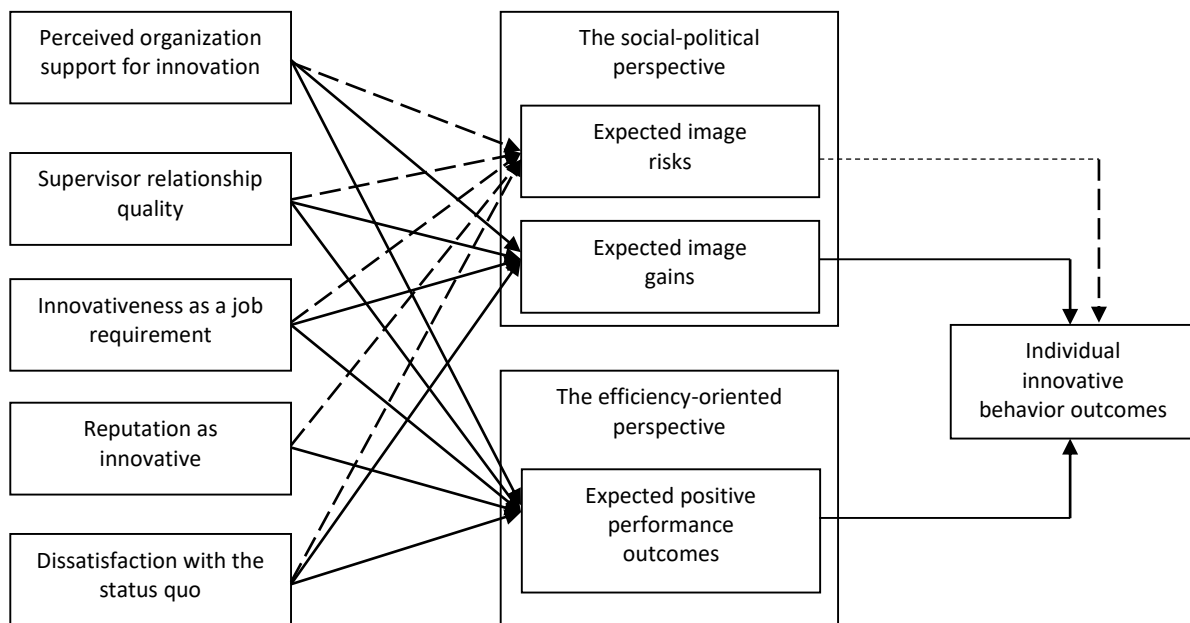 Perceived organization
support for innovation
Supervisor relationship
quality
Innovativeness as a job
requirement
Reputation as
innovative
Dissatisfaction with the
status quo
The social-political
perspective
Expected image
risks
Expected image
gains
The efficiency-oriented
perspective
Expected positive
performance
outcomes
Individual
innovative
behavior outcomes